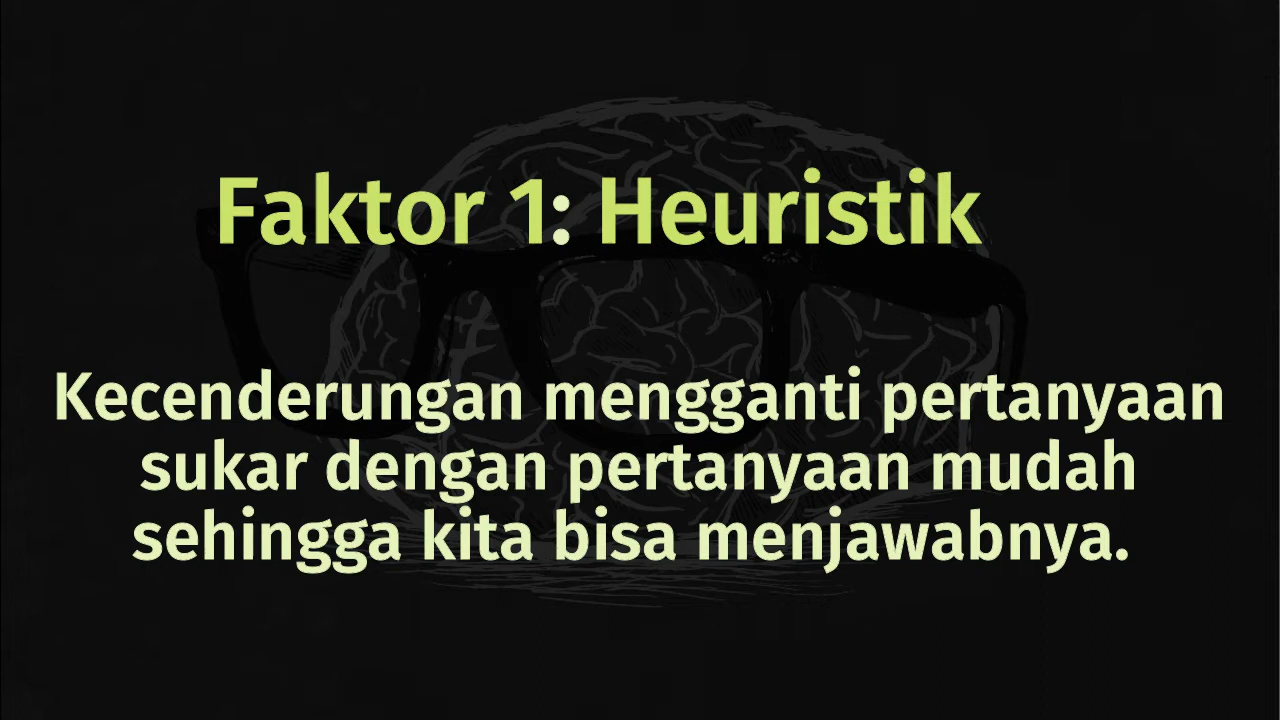 Faktor 1: Heuristik
Kecenderungan mengganti pertanyaan
sukar dengan pertanyaan mudah
sehingga kita bisa menjawabnya.